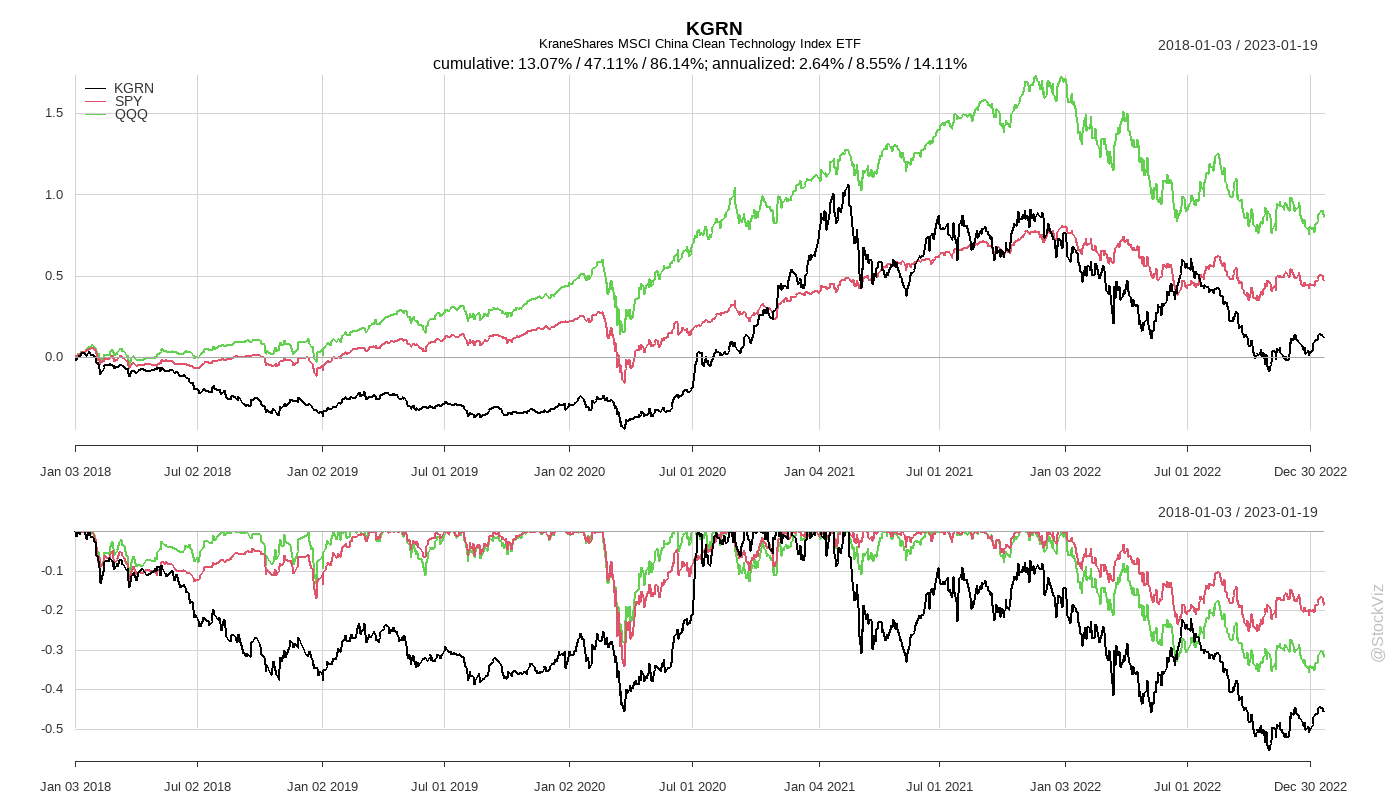 KGRN
KraneShares MSCI China Clean Technology Index ETF
2018-01-03 / 2023-01-19
cumulative: 13.07% / 47.11% / 86.14%; annualized: 2.64% / 8.55% / 14.11%
KGRN
SPY
QQQ
1.5
1.0
0.5
0.0
Jan 03 2018 Jul 02 2018 Jan 02 2019 Jul 01 2019 Jan 02 2020 Jul 01 2020 Jan 04 2021 Jul 01 2021 Jan 03 2022 Jul 01 2022 Dec 30 2022
2018-01-03 / 2023-01-19
-0.1
-0.2
-0.3
-0.4
-0.5
Jan 03 2018 Jul 02 2018 Jan 02 2019 Jul 01 2019 Jan 02 2020 Jul 01 2020 Jan 04 2021 Jul 01 2021 Jan 03 2022 Jul 01 2022 Dec 30 2022
@StockViz